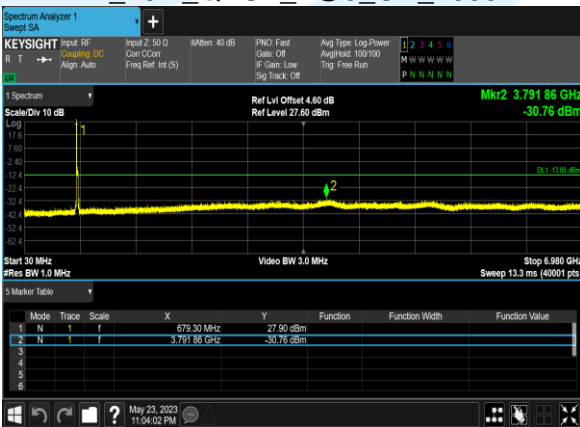 Spectrum Analyzer 1
Swept SA
KEYSIGHT Input: RF Input Z: 50 Ω #Atten: 40 dB PNO: Fast Avg Type: Log-Power 1 2 3 4 5 6
R T Coupling: DC Corr CCorr Gate: Off Avg|Hold: 100/100 M W W W W W
Align: Auto Freq Ref: Int (S) IF Gain: Low Trig: Free Run
LXI Sig Track: Off P N N N N N
1 Spectrum Ref Lvl Offset 4.60 dB Mkr2 3.791 86 GHz
Scale/Div 10 dB Ref Level 27.60 dBm -30.76 dBm
Log
17.6
7.60
-2.40
-12.4
-22.4
-32.4
-42.4
-52.4
-62.4
1
DL1 -13.00 dBm
2
Start 30 MHz Video BW 3.0 MHz Stop 6.980 GHz
#Res BW 1.0 MHz Sweep 13.3 ms (40001 pts
5 Marker Table
Mode Trace Scale X Y Function Function Width Function Value
1 N 1 f 679.30 MHz 27.90 dBm
2 N 1 f 3.791 86 GHz -30.76 dBm
3
4
5
6
? May 23, 2023
11:04:02 PM